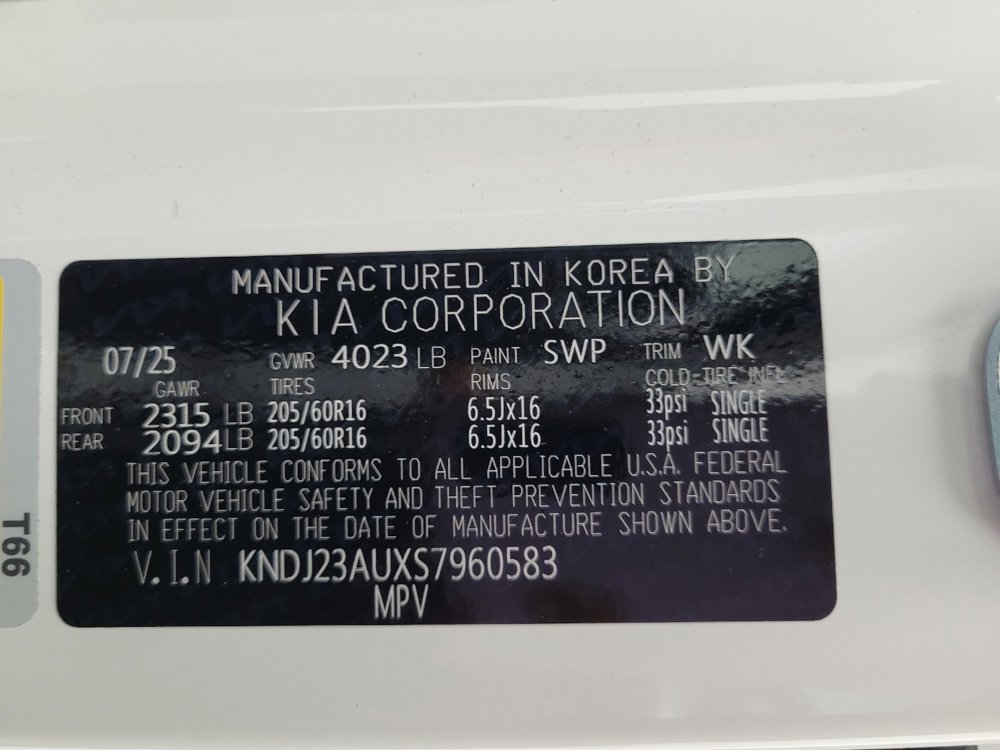 MANUFACTURED IN KOREA BY
KIA CORPORATION
07/25 GVWR 4023 LB PAINT SWP TRIM WK
GAWR TIRES RIMS COLD TIRE INFL
FRONT 2315 LB 205/60R16 6.5Jx16 33psi SINGLE
REAR 2094 LB 205/60R16 6.5Jx16 33psi SINGLE
THIS VEHICLE CONFORMS TO ALL APPLICABLE U.S.A. FEDERAL
MOTOR VEHICLE SAFETY AND THEFT PREVENTION STANDARDS
IN EFFECT ON THE DATE OF MANUFACTURE SHOWN ABOVE.
V.I.N KNDJ23AUXS7960583
MPV
T66